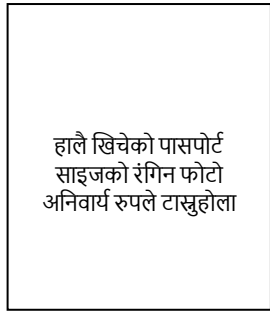 हालै खिचेको पासपोर्ट
साइजको रंगिन फोटो
अनिवार्य रुपले टास्नुहोला